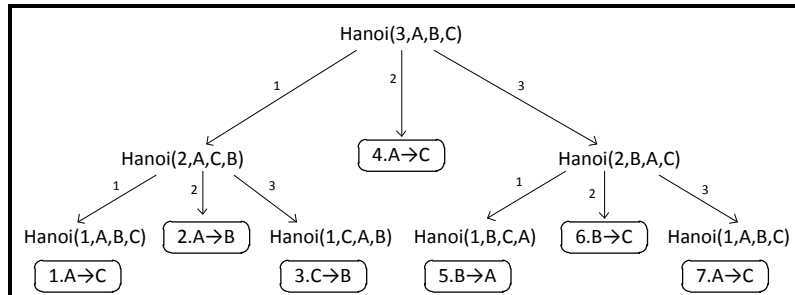 Hanoi(3,A,B,C)
1
2
3
Hanoi(2,A,C,B)
4.A→C
Hanoi(2,B,A,C)
1
2
3
1
2
3
Hanoi(1,A,B,C)
2.A→B
Hanoi(1,C,A,B)
Hanoi(1,B,C,A)
6.B→C
Hanoi(1,A,B,C)
1.A→C
3.C→B
5.B→A
7.A→C